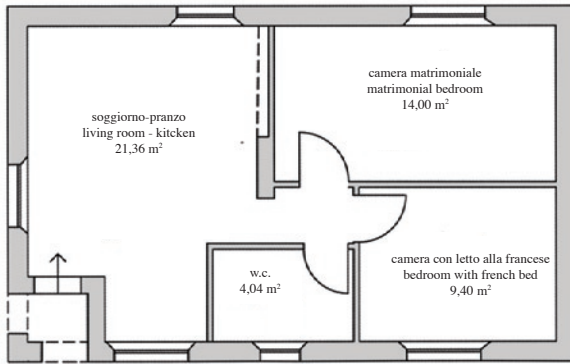 soggiorno-pranzo
living room - kitcken
21,36 m²
camera matrimoniale
matrimonial bedroom
14,00 m²
w.c.
4,04 m²
camera con letto alla francese
bedroom with french bed
9,40 m²